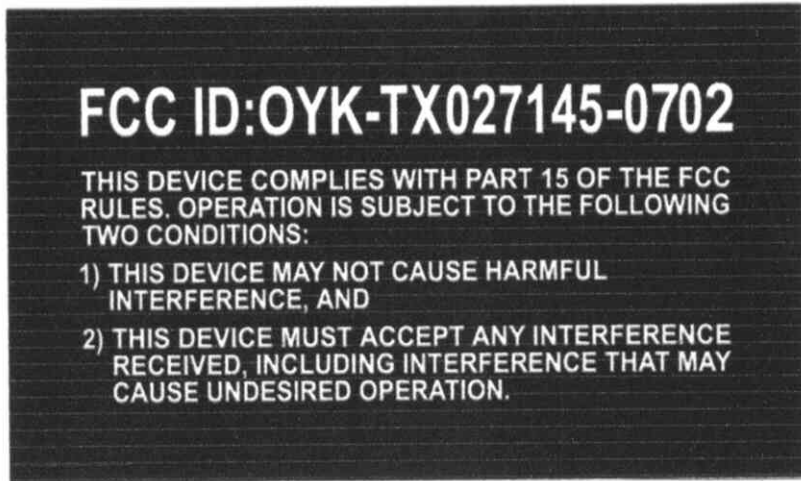 FCC ID:OYK-TX027145-0702
THIS DEVICE COMPLIES WITH PART 15 OF THE FCC
RULES. OPERATION IS SUBJECT TO THE FOLLOWING
TWO CONDITIONS:
1) THIS DEVICE MAY NOT CAUSE HARMFUL
INTERFERENCE, AND
2) THIS DEVICE MUST ACCEPT ANY INTERFERENCE
RECEIVED, INCLUDING INTERFERENCE THAT MAY
CAUSE UNDESIRED OPERATION.